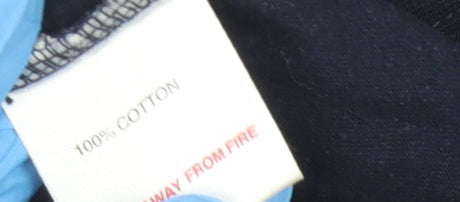 100% COTTON
AWAY FROM FIRE